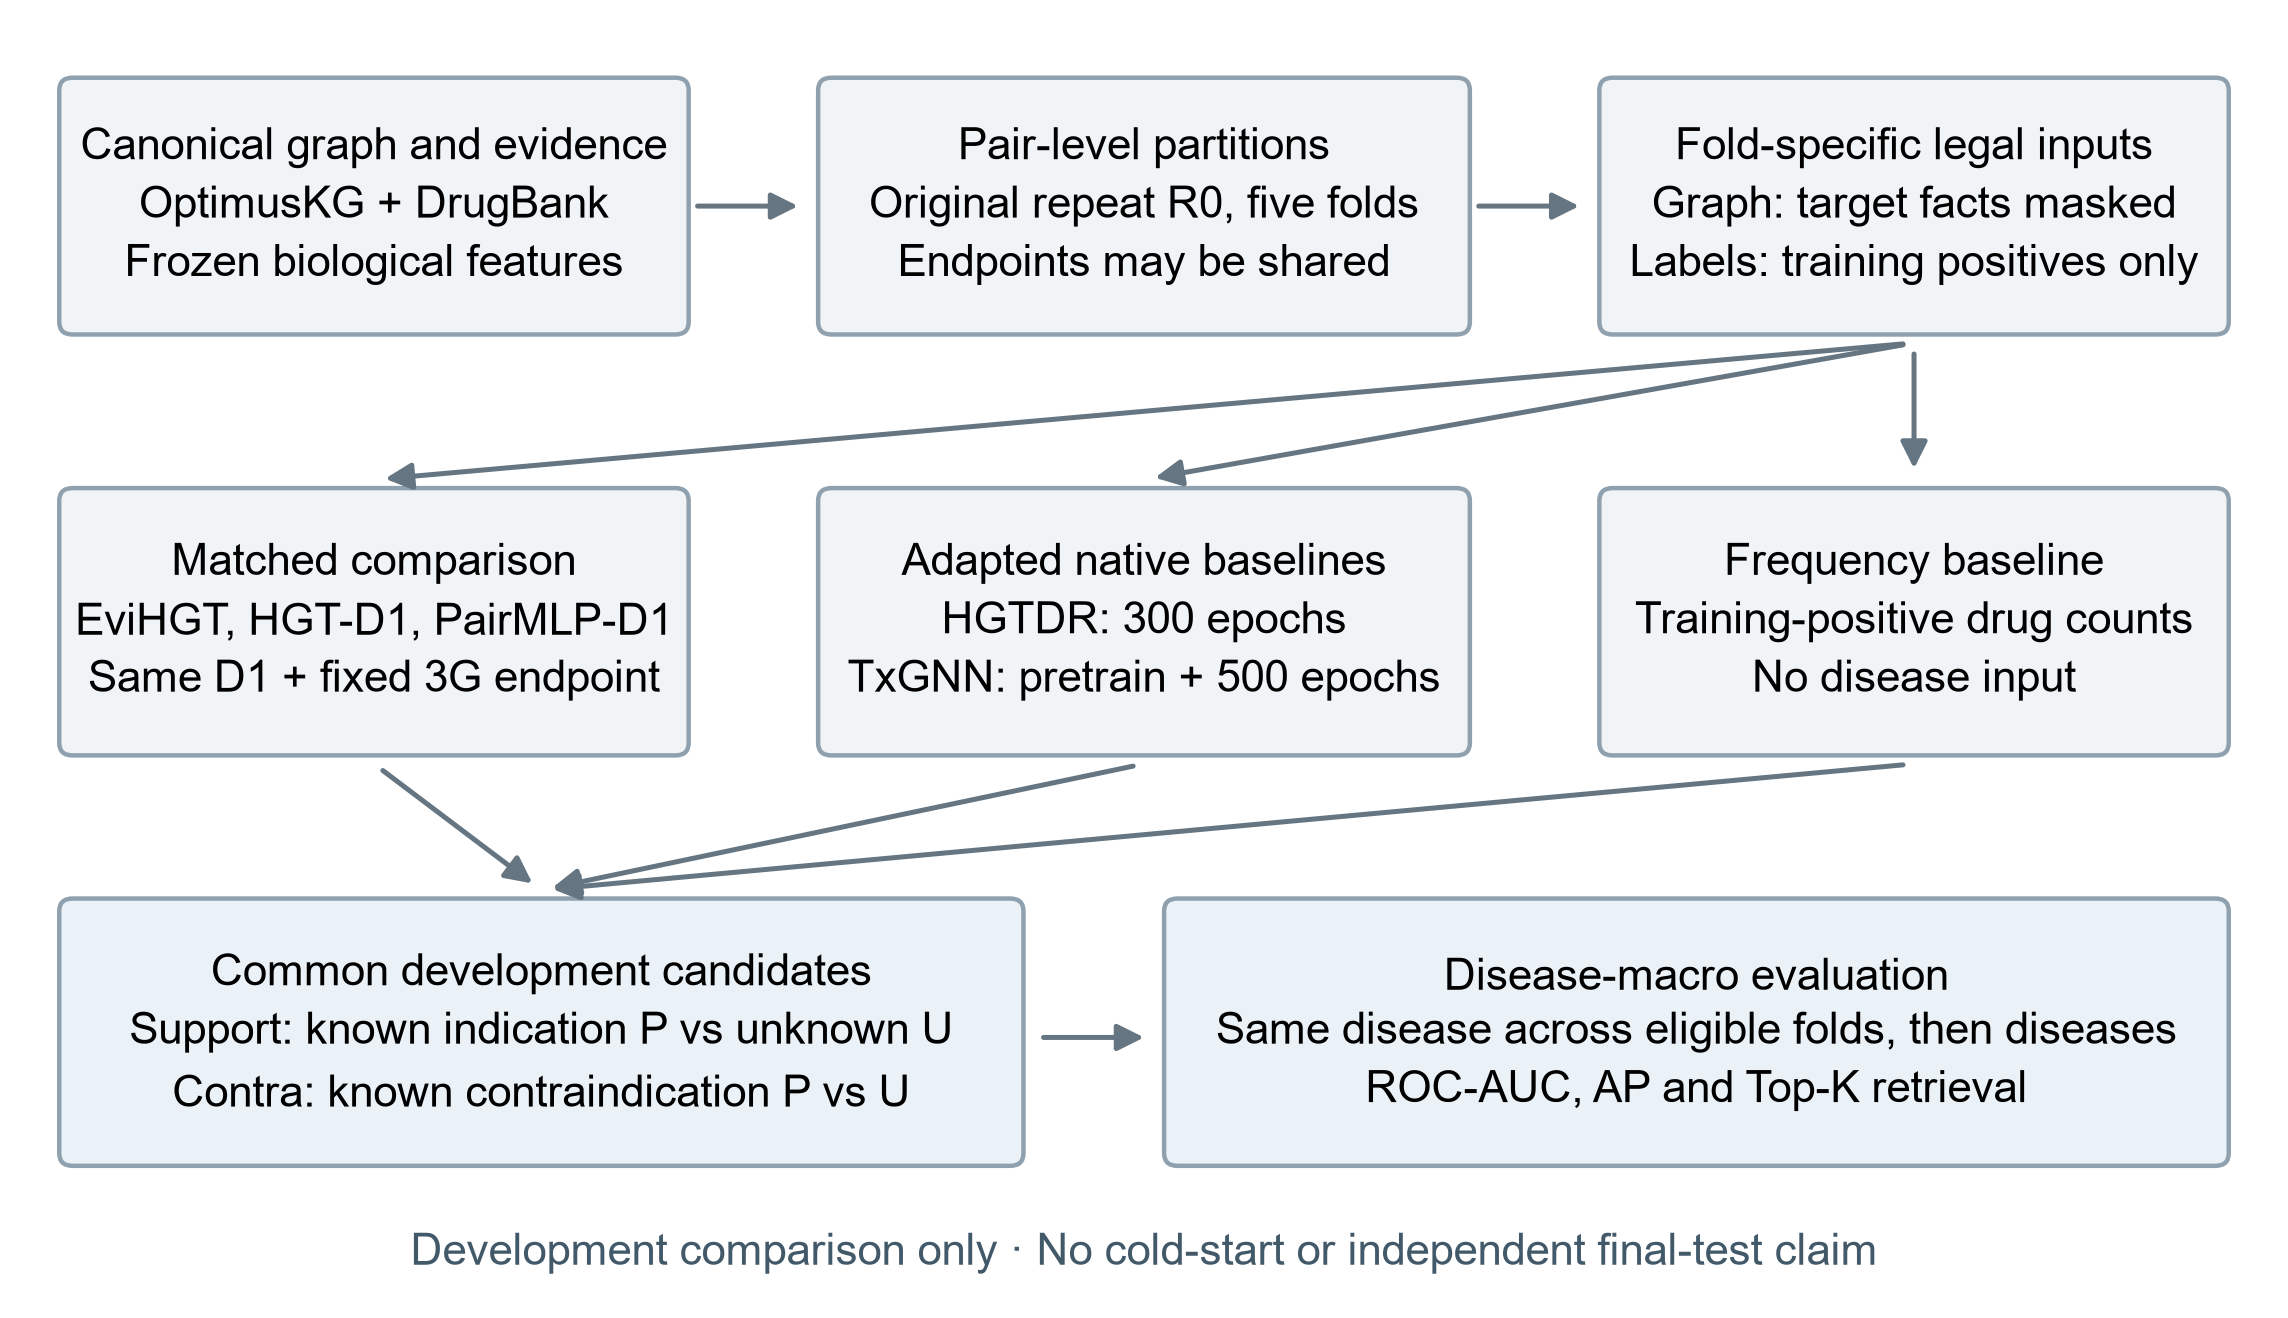 Canonical graph and evidence
OptimusKG + DrugBank
Frozen biological features
Pair-level partitions
Original repeat R0, five folds
Endpoints may be shared
Fold-specific legal inputs
Graph: target facts masked
Labels: training positives only
Matched comparison
EviHGT, HGT-D1, PairMLP-D1
Same D1 + fixed 3G endpoint
Adapted native baselines
HGTDR: 300 epochs
TxGNN: pretrain + 500 epochs
Frequency baseline
Training-positive drug counts
No disease input
Common development candidates
Support: known indication P vs unknown U
Contra: known contraindication P vs U
Disease-macro evaluation
Same disease across eligible folds, then diseases
ROC-AUC, AP and Top-K retrieval
Development comparison only · No cold-start or independent final-test claim